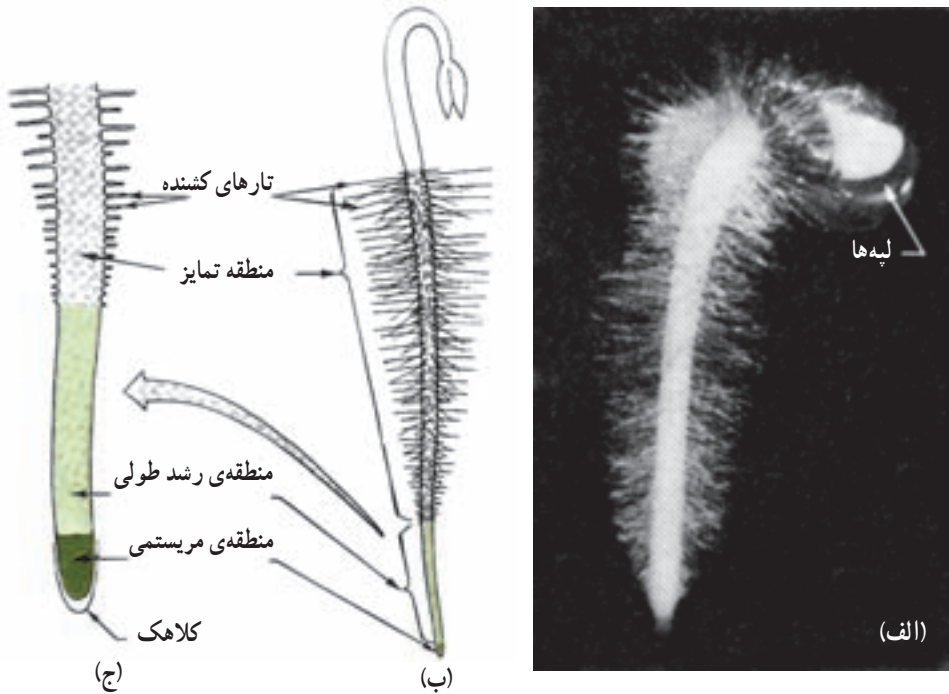 تارهای کشنده
منطقه تمایز
لپه‌ها
منطقه‌ی رشد طولی
منطقه‌ی مریستمی
کلاهک
(الف)
(ب)
(ج)